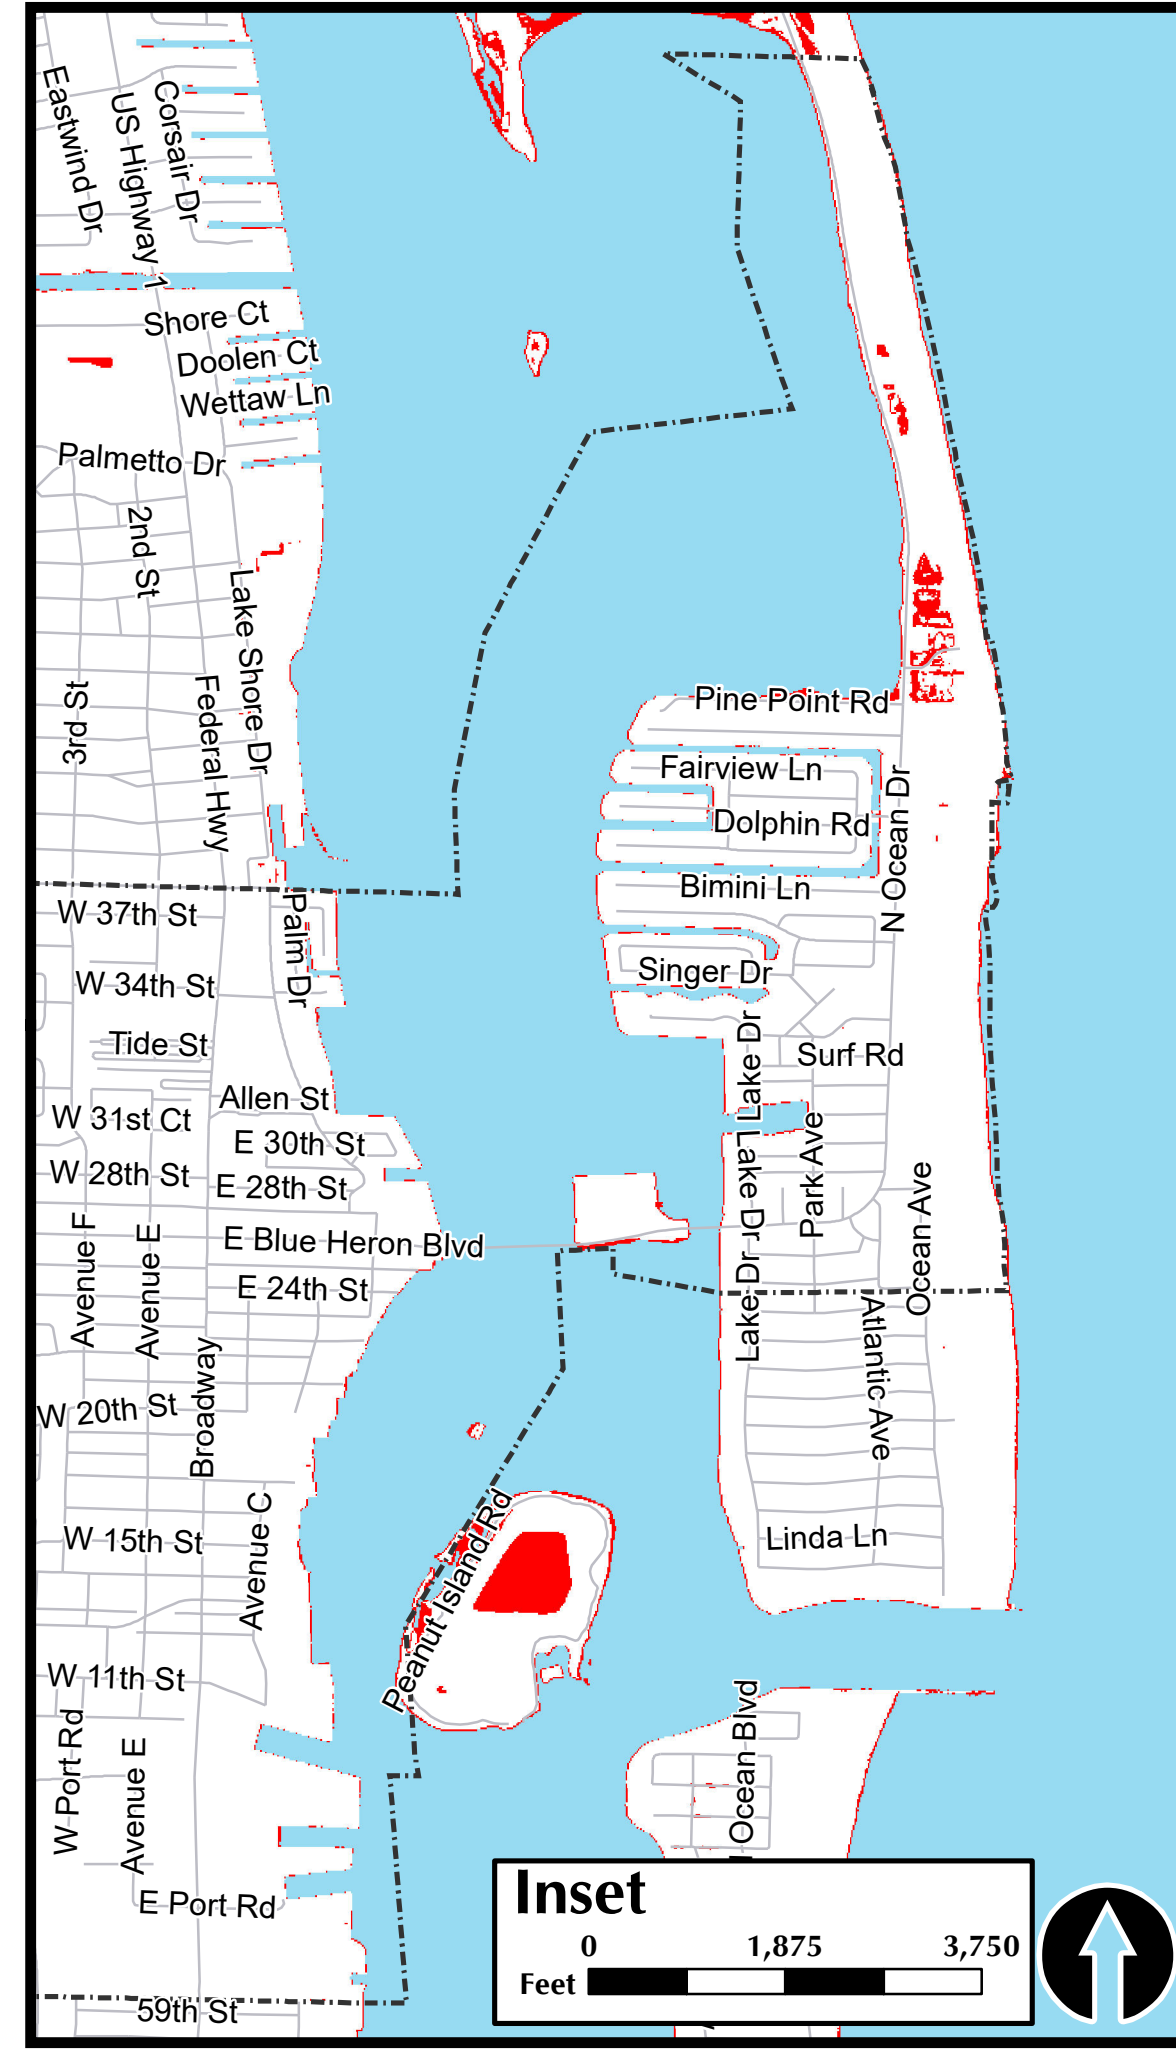 Eastwind Dr
US Highway 1
Corsair Dr
Shore Ct
Doolen Ct
Wettaw Ln
Palmetto Dr
2nd St
Lake Shore Dr
3rd St
Federal Hwy
Pine Point Rd
Fairview Ln
Dolphin Rd
N Ocean Dr
Bimini Ln
W 37th St
Palm Dr
W 34th St
Singer Dr
Tide St
Lake Dr
Surf Rd
Allen St
W 31st Ct
E 30th St
Park Ave
W 28th St
E 28th St
Lake Dr
Ocean Ave
Avenue F
Avenue E
E Blue Heron Blvd
E 24th St
Lake Dr
Atlantic Ave
Broadway
W 20th St
Avenue C
Peanut Island Rd
W 15th St
Linda Ln
W 11th St
W Port Rd
Avenue E
Ocean Blvd
E Port Rd
59th St
Inset
0 1,875 3,750
Feet